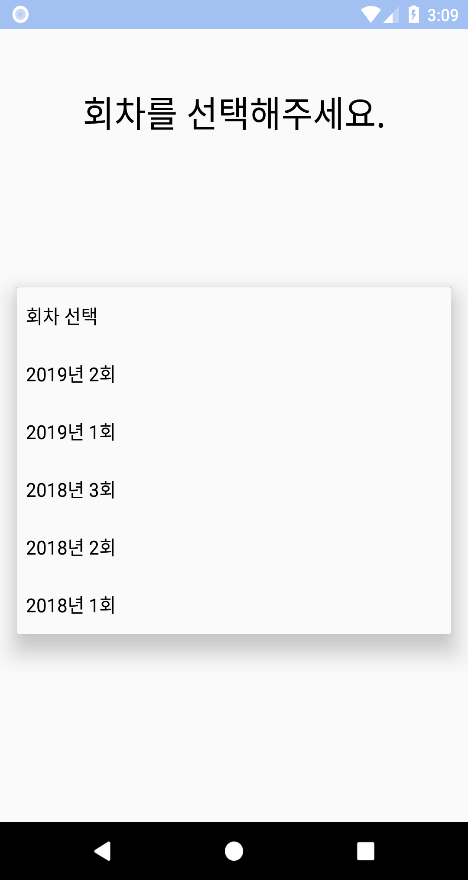 3:09
회차를 선택해주세요.
회차 선택
2019년 2회
2019년 1회
2018년 3회
2018년 2회
2018년 1회